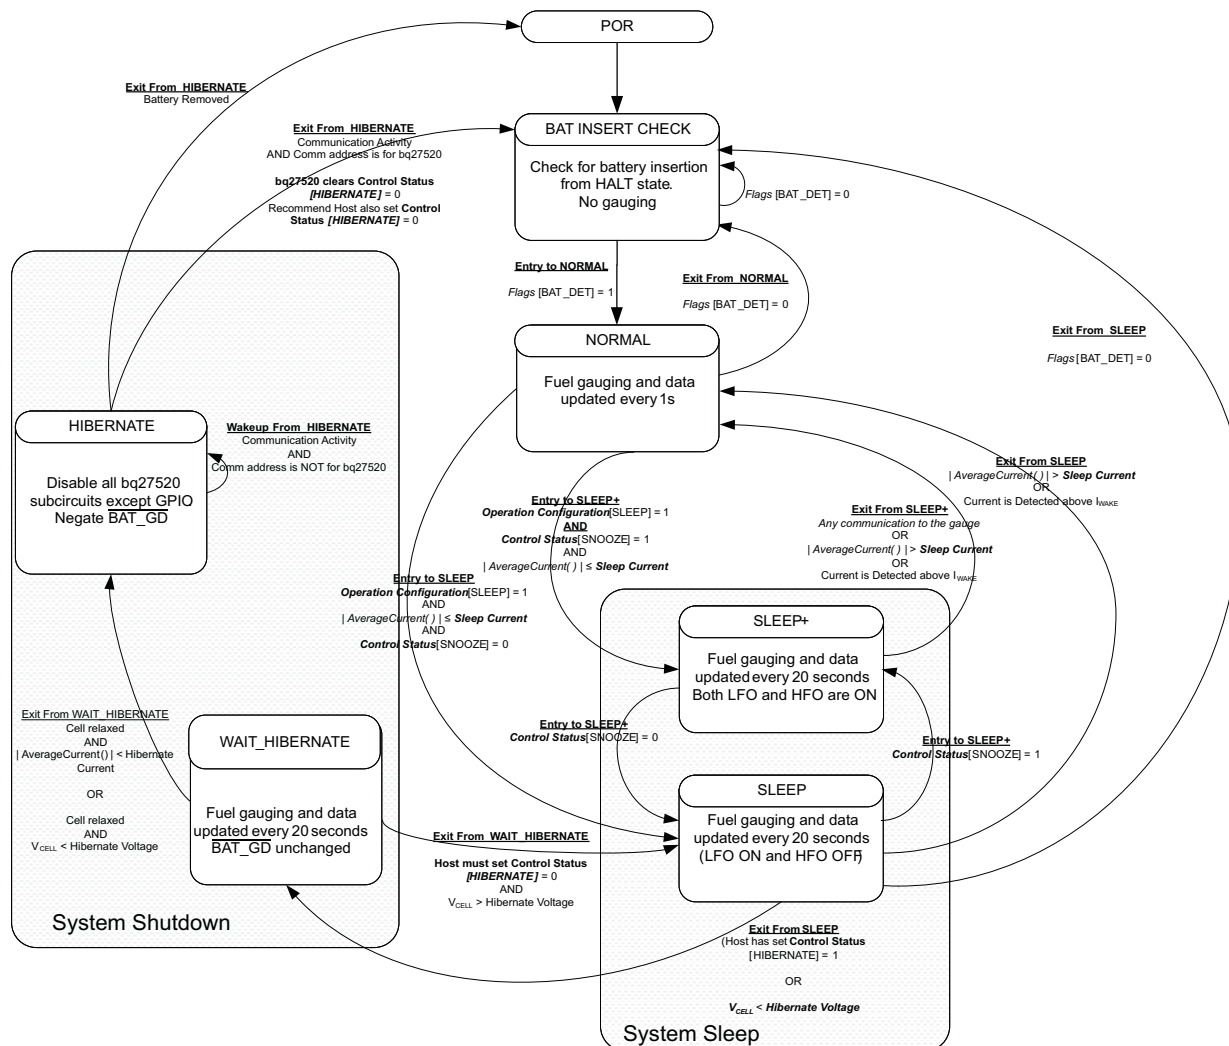 POR
Exit From HIBERNATE
Battery Removed
Exit From HIBERNATE
Communication Activity
AND Comm address is for bq27520
bq27520 clears Control Status
[HIBERNATE] = 0
Recommend Host also set Control
Status [HIBERNATE] = 0
BAT INSERT CHECK
Check for battery insertion
from HALT state.
No gauging
Flags [BAT_DET] = 0
Entry to NORMAL
Flags [BAT_DET] = 1
Exit From NORMAL
Flags [BAT_DET] = 0
Exit From SLEEP
Flags [BAT_DET] = 0
NORMAL
Fuel gauging and data
updated every 1s
HIBERNATE
Disable all bq27520
subcircuits except GPIO
Negate BAT_GD
Wakeup From HIBERNATE
Communication Activity
AND
Comm address is NOT for bq27520
Exit From SLEEP
| AverageCurrent( ) | > Sleep Current
OR
Current is Detected above IWAKE
Entry to SLEEP+
Operation Configuration[SLEEP] = 1
AND
Control Status[SNOOZE] = 1
AND
| AverageCurrent( ) | ≤ Sleep Current
Exit From SLEEP+
Any communication to the gauge
OR
| AverageCurrent( ) | > Sleep Current
OR
Current is Detected above IWAKE
Entry to SLEEP
Operation Configuration[SLEEP] = 1
AND
| AverageCurrent( ) | ≤ Sleep Current
AND
Control Status[SNOOZE] = 0
SLEEP+
Fuel gauging and data
updated every 20 seconds
Both LFO and HFO are ON
Entry to SLEEP+
Control Status[SNOOZE] = 0
Entry to SLEEP+
Control Status[SNOOZE] = 1
Exit From WAIT_HIBERNATE
Cell relaxed
AND
| AverageCurrent() | < Hibernate
Current
OR
Cell relaxed
AND
VCELL < Hibernate Voltage
WAIT_HIBERNATE
Fuel gauging and data
updated every 20 seconds
BAT_GD unchanged
SLEEP
Fuel gauging and data
updated every 20 seconds
(LFO ON and HFO OFF)
Exit From WAIT_HIBERNATE
Host must set Control Status
[HIBERNATE] = 0
AND
VCELL > Hibernate Voltage
System Shutdown
Exit From SLEEP
(Host has set Control Status
[HIBERNATE] = 1
OR
VCELL < Hibernate Voltage
System Sleep